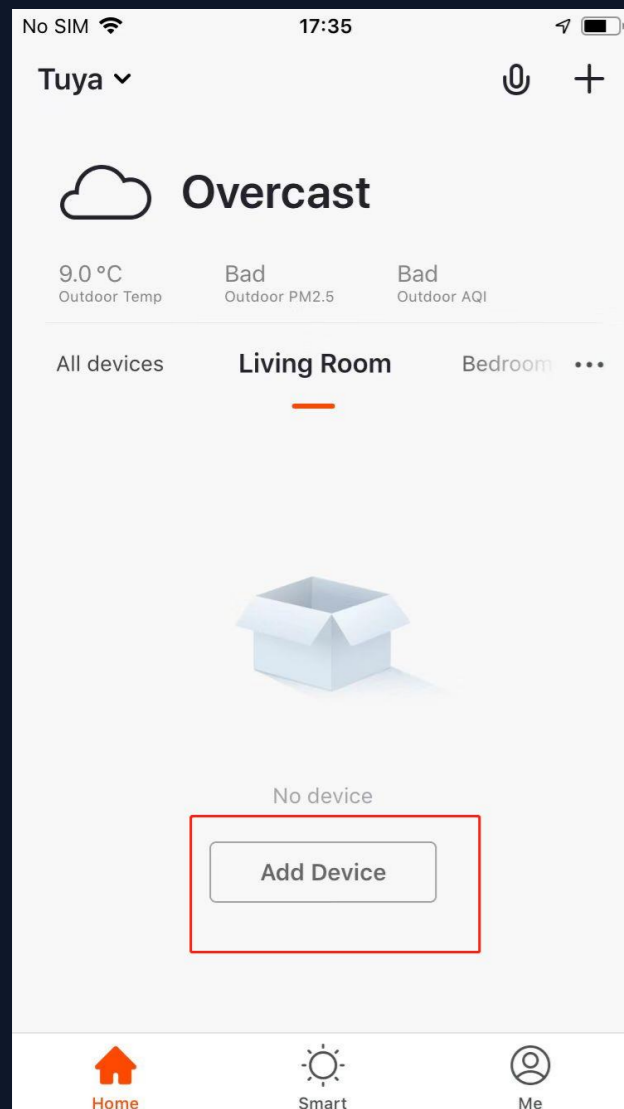 No SIM 17:35
Tuya
Overcast
9.0 °C Bad Bad
Outdoor Temp Outdoor PM2.5 Outdoor AQI
All devices Living Room Bedroom
No device
Add Device
Home Smart Me